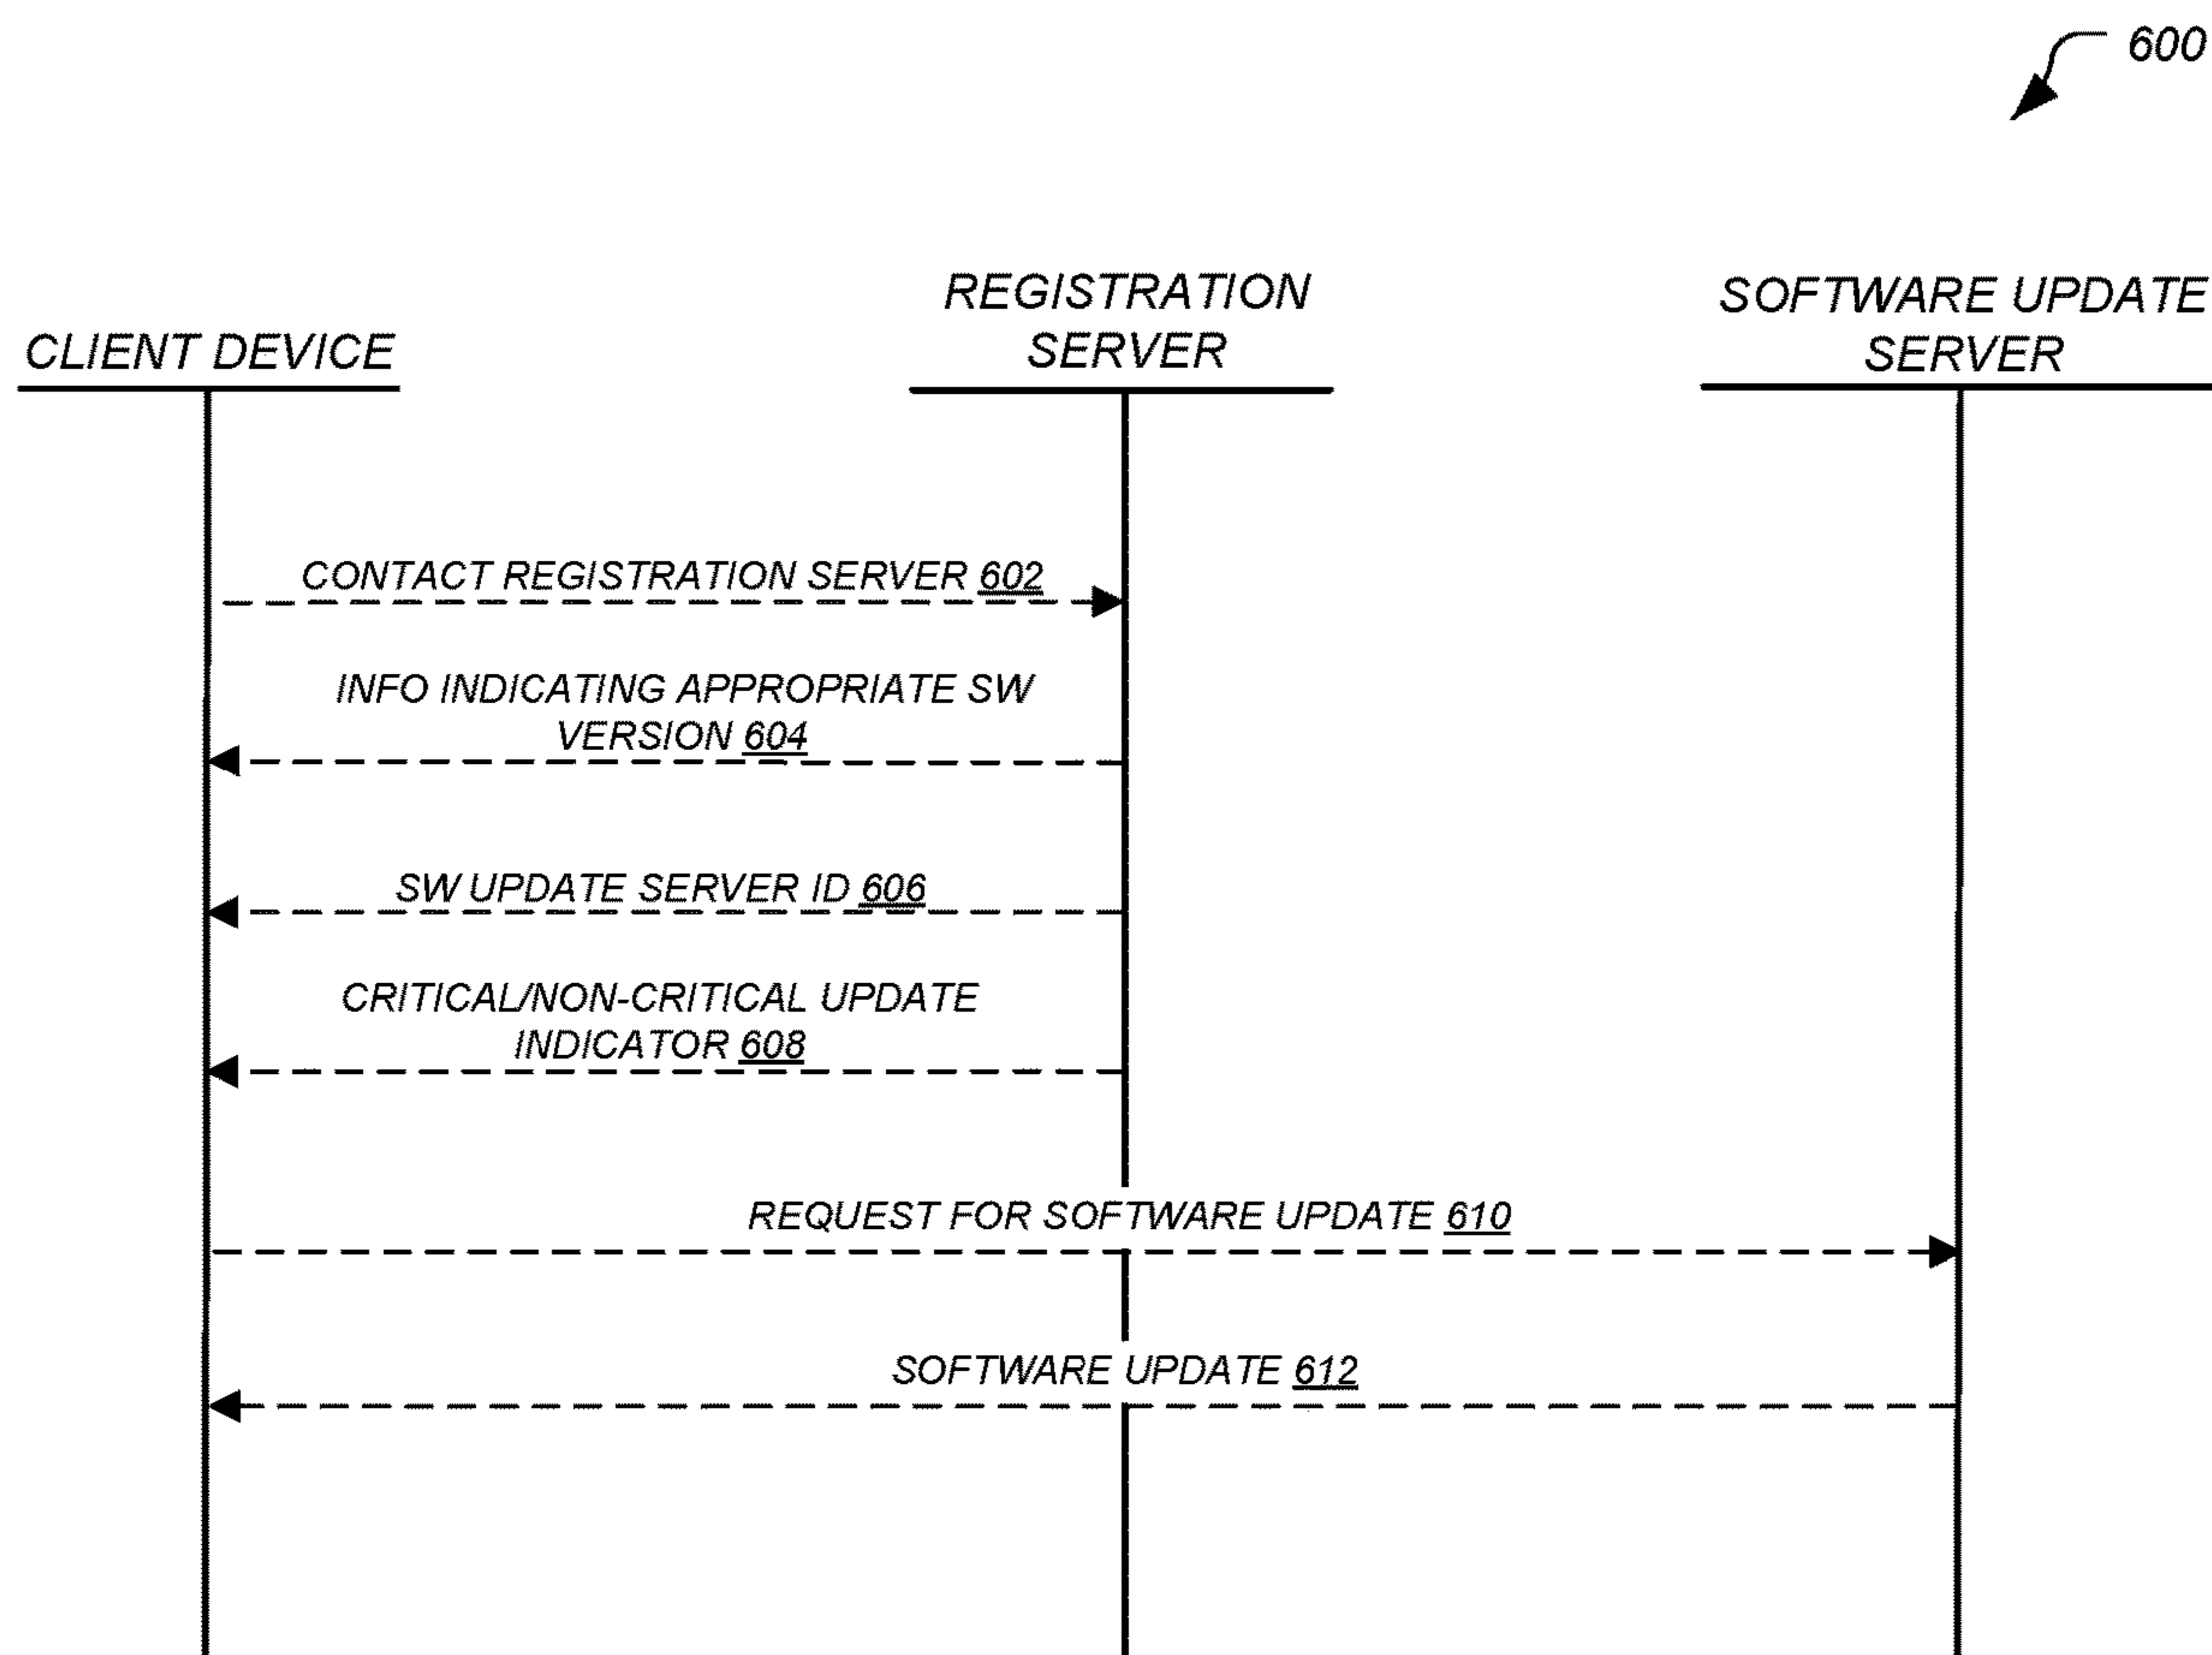 600
CLIENT DEVICE
REGISTRATION
SERVER
SOFTWARE UPDATE
SERVER
CONTACT REGISTRATION SERVER 602
INFO INDICATING APPROPRIATE SW
VERSION 604
SW UPDATE SERVER ID 606
CRITICAL/NON-CRITICAL UPDATE
INDICATOR 608
REQUEST FOR SOFTWARE UPDATE 610
SOFTWARE UPDATE 612